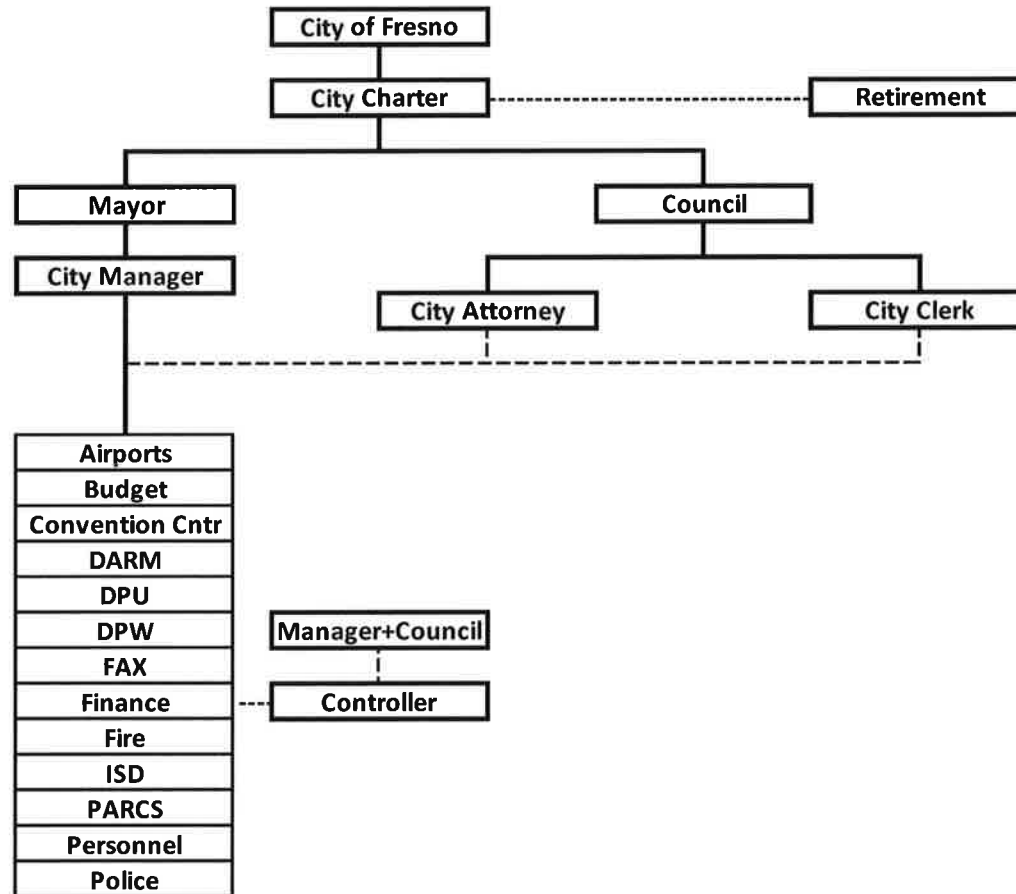 City of Fresno
City Charter
Retirement
Mayor
Council
City Manager
City Attorney
City Clerk
Airports
Budget
Convention Cntr
DARM
DPU
DPW
FAX
Finance
Fire
ISD
PARCS
Personnel
Police
Manager+Council
Controller